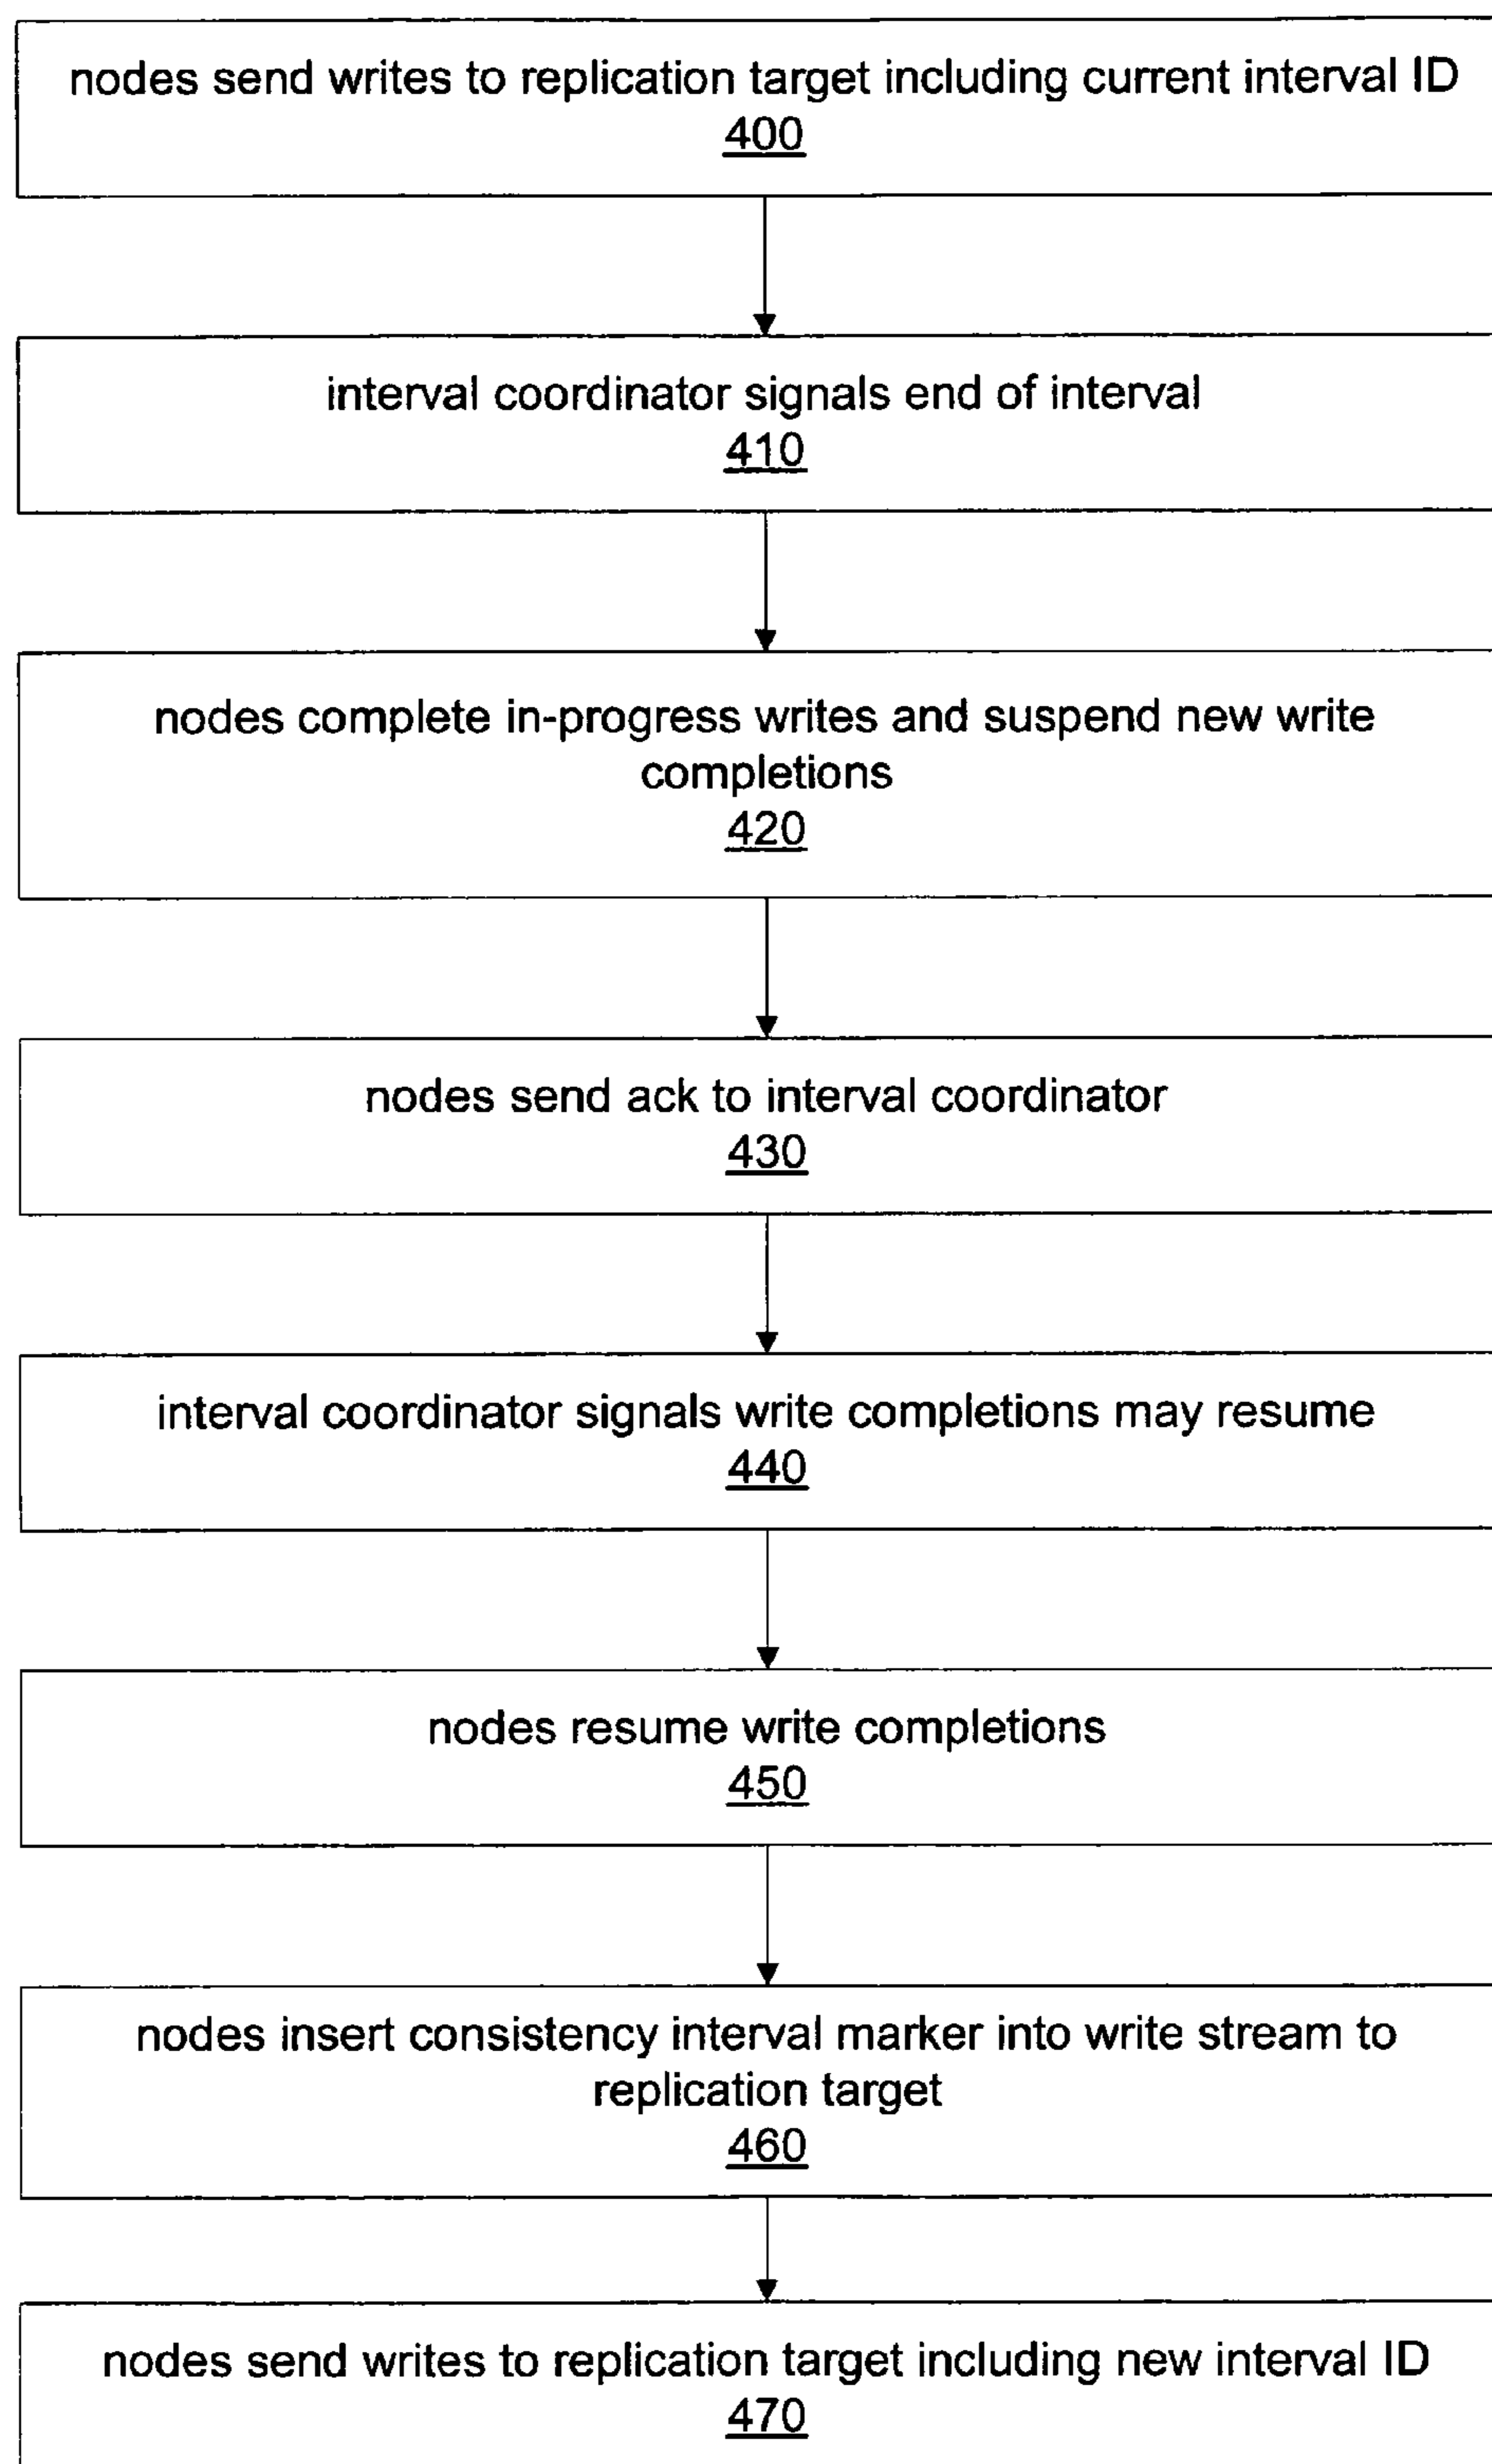 nodes send writes to replication target including current interval ID
400
interval coordinator signals end of interval
410
nodes complete in-progress writes and suspend new write
completions
420
nodes send ack to interval coordinator
430
interval coordinator signals write completions may resume
440
nodes resume write completions
450
nodes insert consistency interval marker into write stream to
replication target
460
nodes send writes to replication target including new interval ID
470